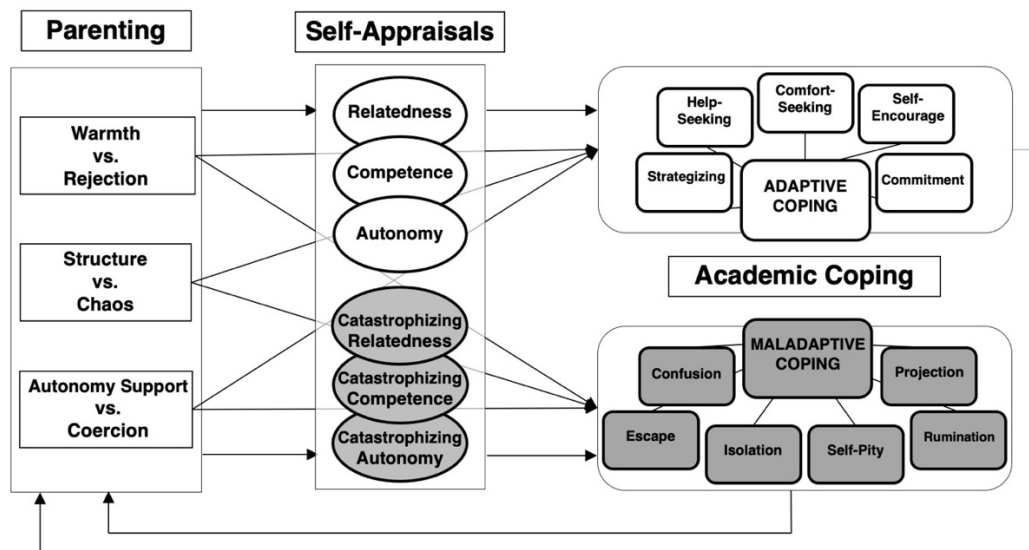 Parenting
Self-Appraisals
Warmth
vs.
Rejection
Structure
vs.
Chaos
Autonomy Support
vs.
Coercion
Relatedness
Competence
Autonomy
Catastrophizing
Relatedness
Catastrophizing
Competence
Catastrophizing
Autonomy
Help-
Seeking
Comfort-
Seeking
Self-
Encourage
Strategizing
ADAPTIVE
COPING
Commitment
Academic Coping
MALADAPTIVE
COPING
Confusion
Projection
Escape
Isolation
Self-Pity
Rumination